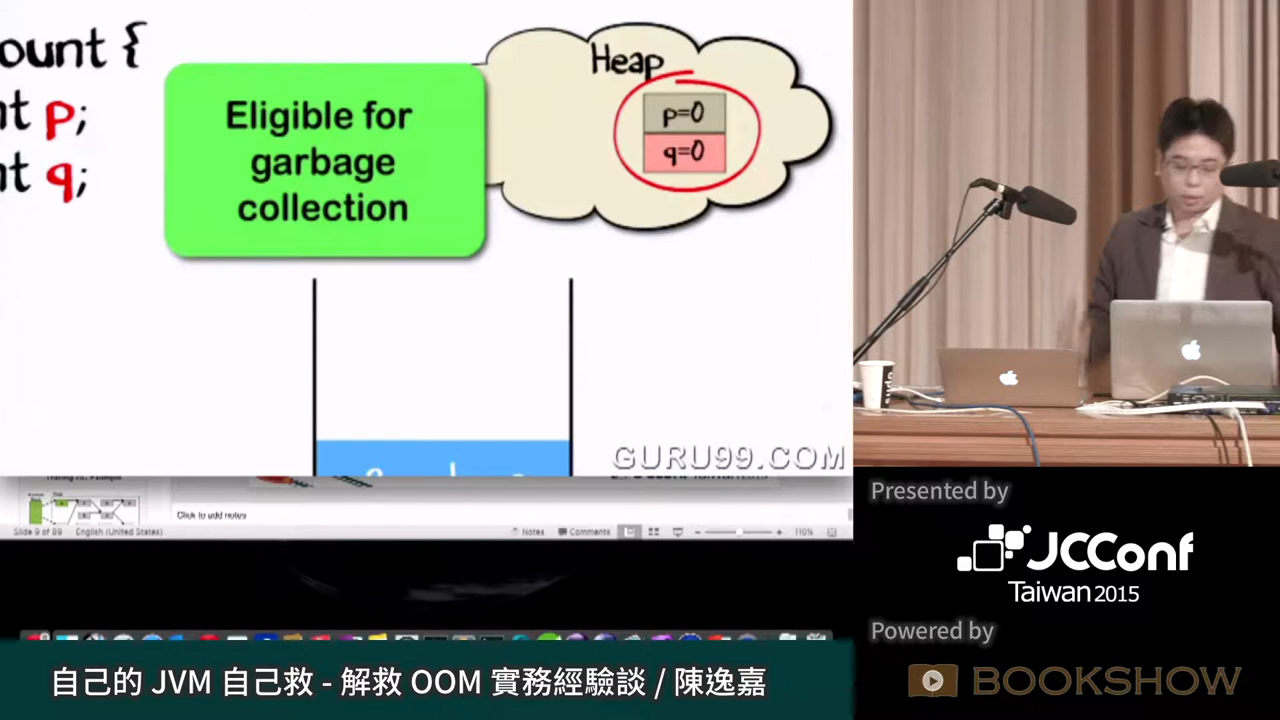 ount {
nt p;
nt q;
Eligible for
garbage
collection
Heap
p=0
q=0
GURU99.COM
Click to add notes
Slide 9 of 89
English (United States)
Notes
Comments
110%
Presented by
JCConf
Taiwan 2015
Powered by
BOOKSHOW
自己的 JVM 自己救 - 解救 OOM 實務經驗談 / 陳逸嘉